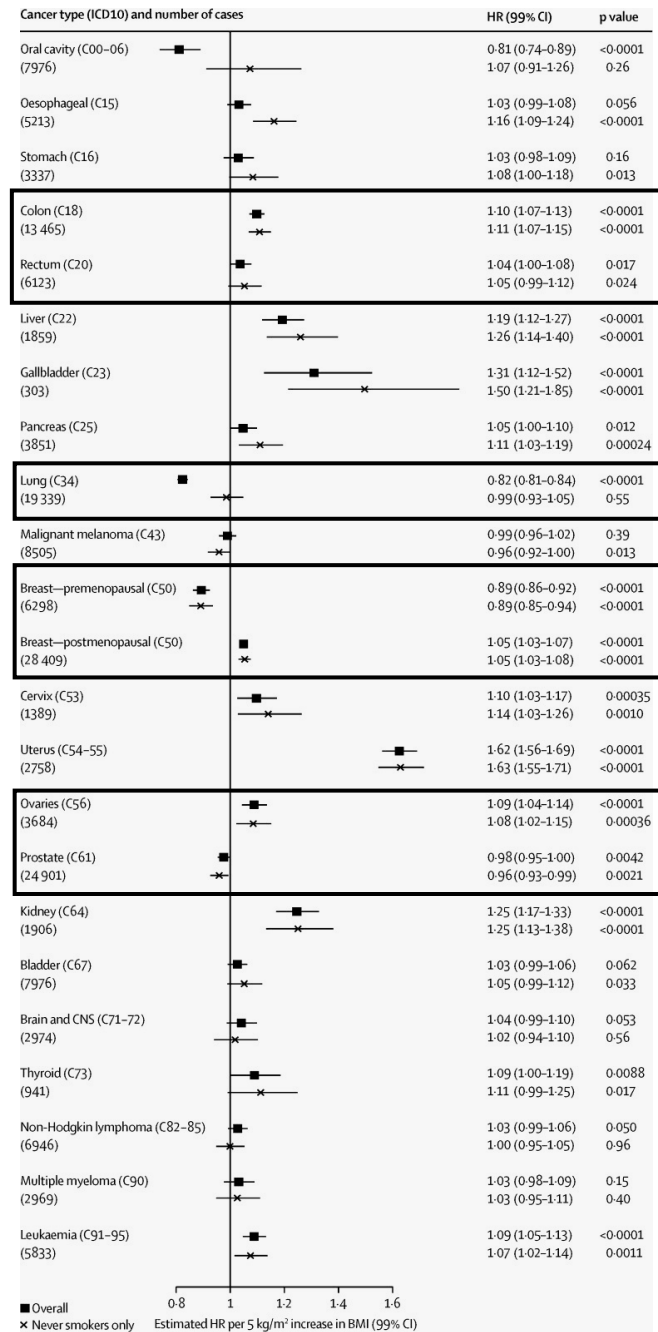 Cancer type (ICD10) and number of cases HR (99% CI) p value
Oral cavity (C00–06) 0·81 (0·74–0·89) <0·0001
(7976) 1·07 (0·91–1·26) 0·26
Oesophageal (C15) 1·03 (0·99–1·08) 0·056
(5213) 1·16 (1·09–1·24) <0·0001
Stomach (C16) 1·03 (0·98–1·09) 0·16
(3337) 1·08 (1·00–1·18) 0·013
Colon (C18) 1·10 (1·07–1·13) <0·0001
(13 465) 1·11 (1·07–1·15) <0·0001
Rectum (C20) 1·04 (1·00–1·08) 0·017
(6123) 1·05 (0·99–1·12) 0·024
Liver (C22) 1·19 (1·12–1·27) <0·0001
(1859) 1·26 (1·14–1·40) <0·0001
Gallbladder (C23) 1·31 (1·12–1·52) <0·0001
(303) 1·50 (1·21–1·85) <0·0001
Pancreas (C25) 1·05 (1·00–1·10) 0·012
(3851) 1·11 (1·03–1·19) 0·00024
Lung (C34) 0·82 (0·81–0·84) <0·0001
(19 339) 0·99 (0·93–1·05) 0·55
Malignant melanoma (C43) 0·99 (0·96–1·02) 0·39
(8505) 0·96 (0·92–1·00) 0·013
Breast—premenopausal (C50) 0·89 (0·86–0·92) <0·0001
(6298) 0·89 (0·85–0·94) <0·0001
Breast—postmenopausal (C50) 1·05 (1·03–1·07) <0·0001
(28 409) 1·05 (1·03–1·08) <0·0001
Cervix (C53) 1·10 (1·03–1·17) 0·00035
(1389) 1·14 (1·03–1·26) 0·0010
Uterus (C54–55) 1·62 (1·56–1·69) <0·0001
(2758) 1·63 (1·55–1·71) <0·0001
Ovaries (C56) 1·09 (1·04–1·14) <0·0001
(3684) 1·08 (1·02–1·15) 0·00036
Prostate (C61) 0·98 (0·95–1·00) 0·0042
(24 901) 0·96 (0·93–0·99) 0·0021
Kidney (C64) 1·25 (1·17–1·33) <0·0001
(1906) 1·25 (1·13–1·38) <0·0001
Bladder (C67) 1·03 (0·99–1·06) 0·062
(7976) 1·05 (0·99–1·12) 0·033
Brain and CNS (C71–72) 1·04 (0·99–1·10) 0·053
(2974) 1·02 (0·94–1·10) 0·56
Thyroid (C73) 1·09 (1·00–1·19) 0·0088
(941) 1·11 (0·99–1·25) 0·017
Non-Hodgkin lymphoma (C82–85) 1·03 (0·99–1·06) 0·050
(6946) 1·00 (0·95–1·05) 0·96
Multiple myeloma (C90) 1·03 (0·98–1·09) 0·15
(2969) 1·03 (0·95–1·11) 0·40
Leukaemia (C91–95) 1·09 (1·05–1·13) <0·0001
(5833) 1·07 (1·02–1·14) 0·0011
0·8 1 1·2 1·4 1·6
Overall
Never smokers only Estimated HR per 5 kg/m² increase in BMI (99% CI)